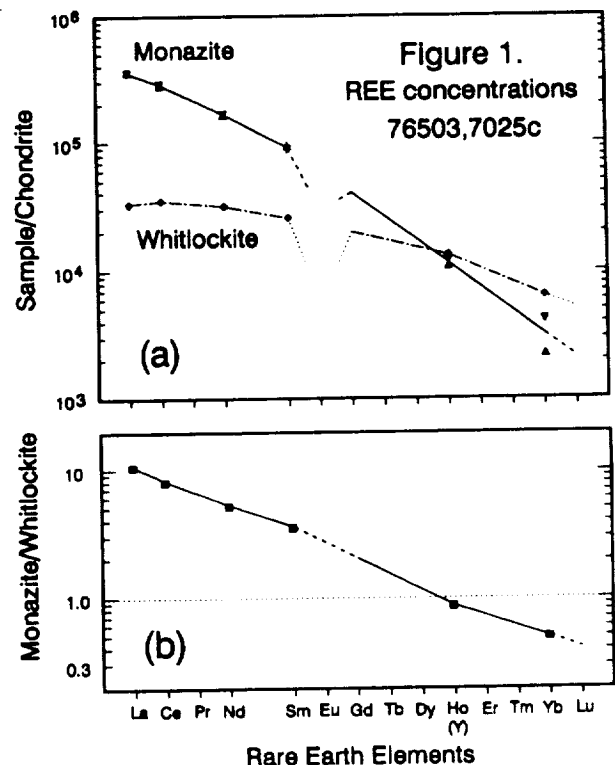 10⁶
Monazite
Figure 1.
REE concentrations
76503,7025c
10⁵
Sample/Chondrite
Whitlockite
10⁴
(a)
10³
10
Monazite/Whitlockite
1.0
(b)
0.3
La Ce Pr Nd Sm Eu Gd Tb Dy Ho Er Tm Yb Lu
(Y)
Rare Earth Elements